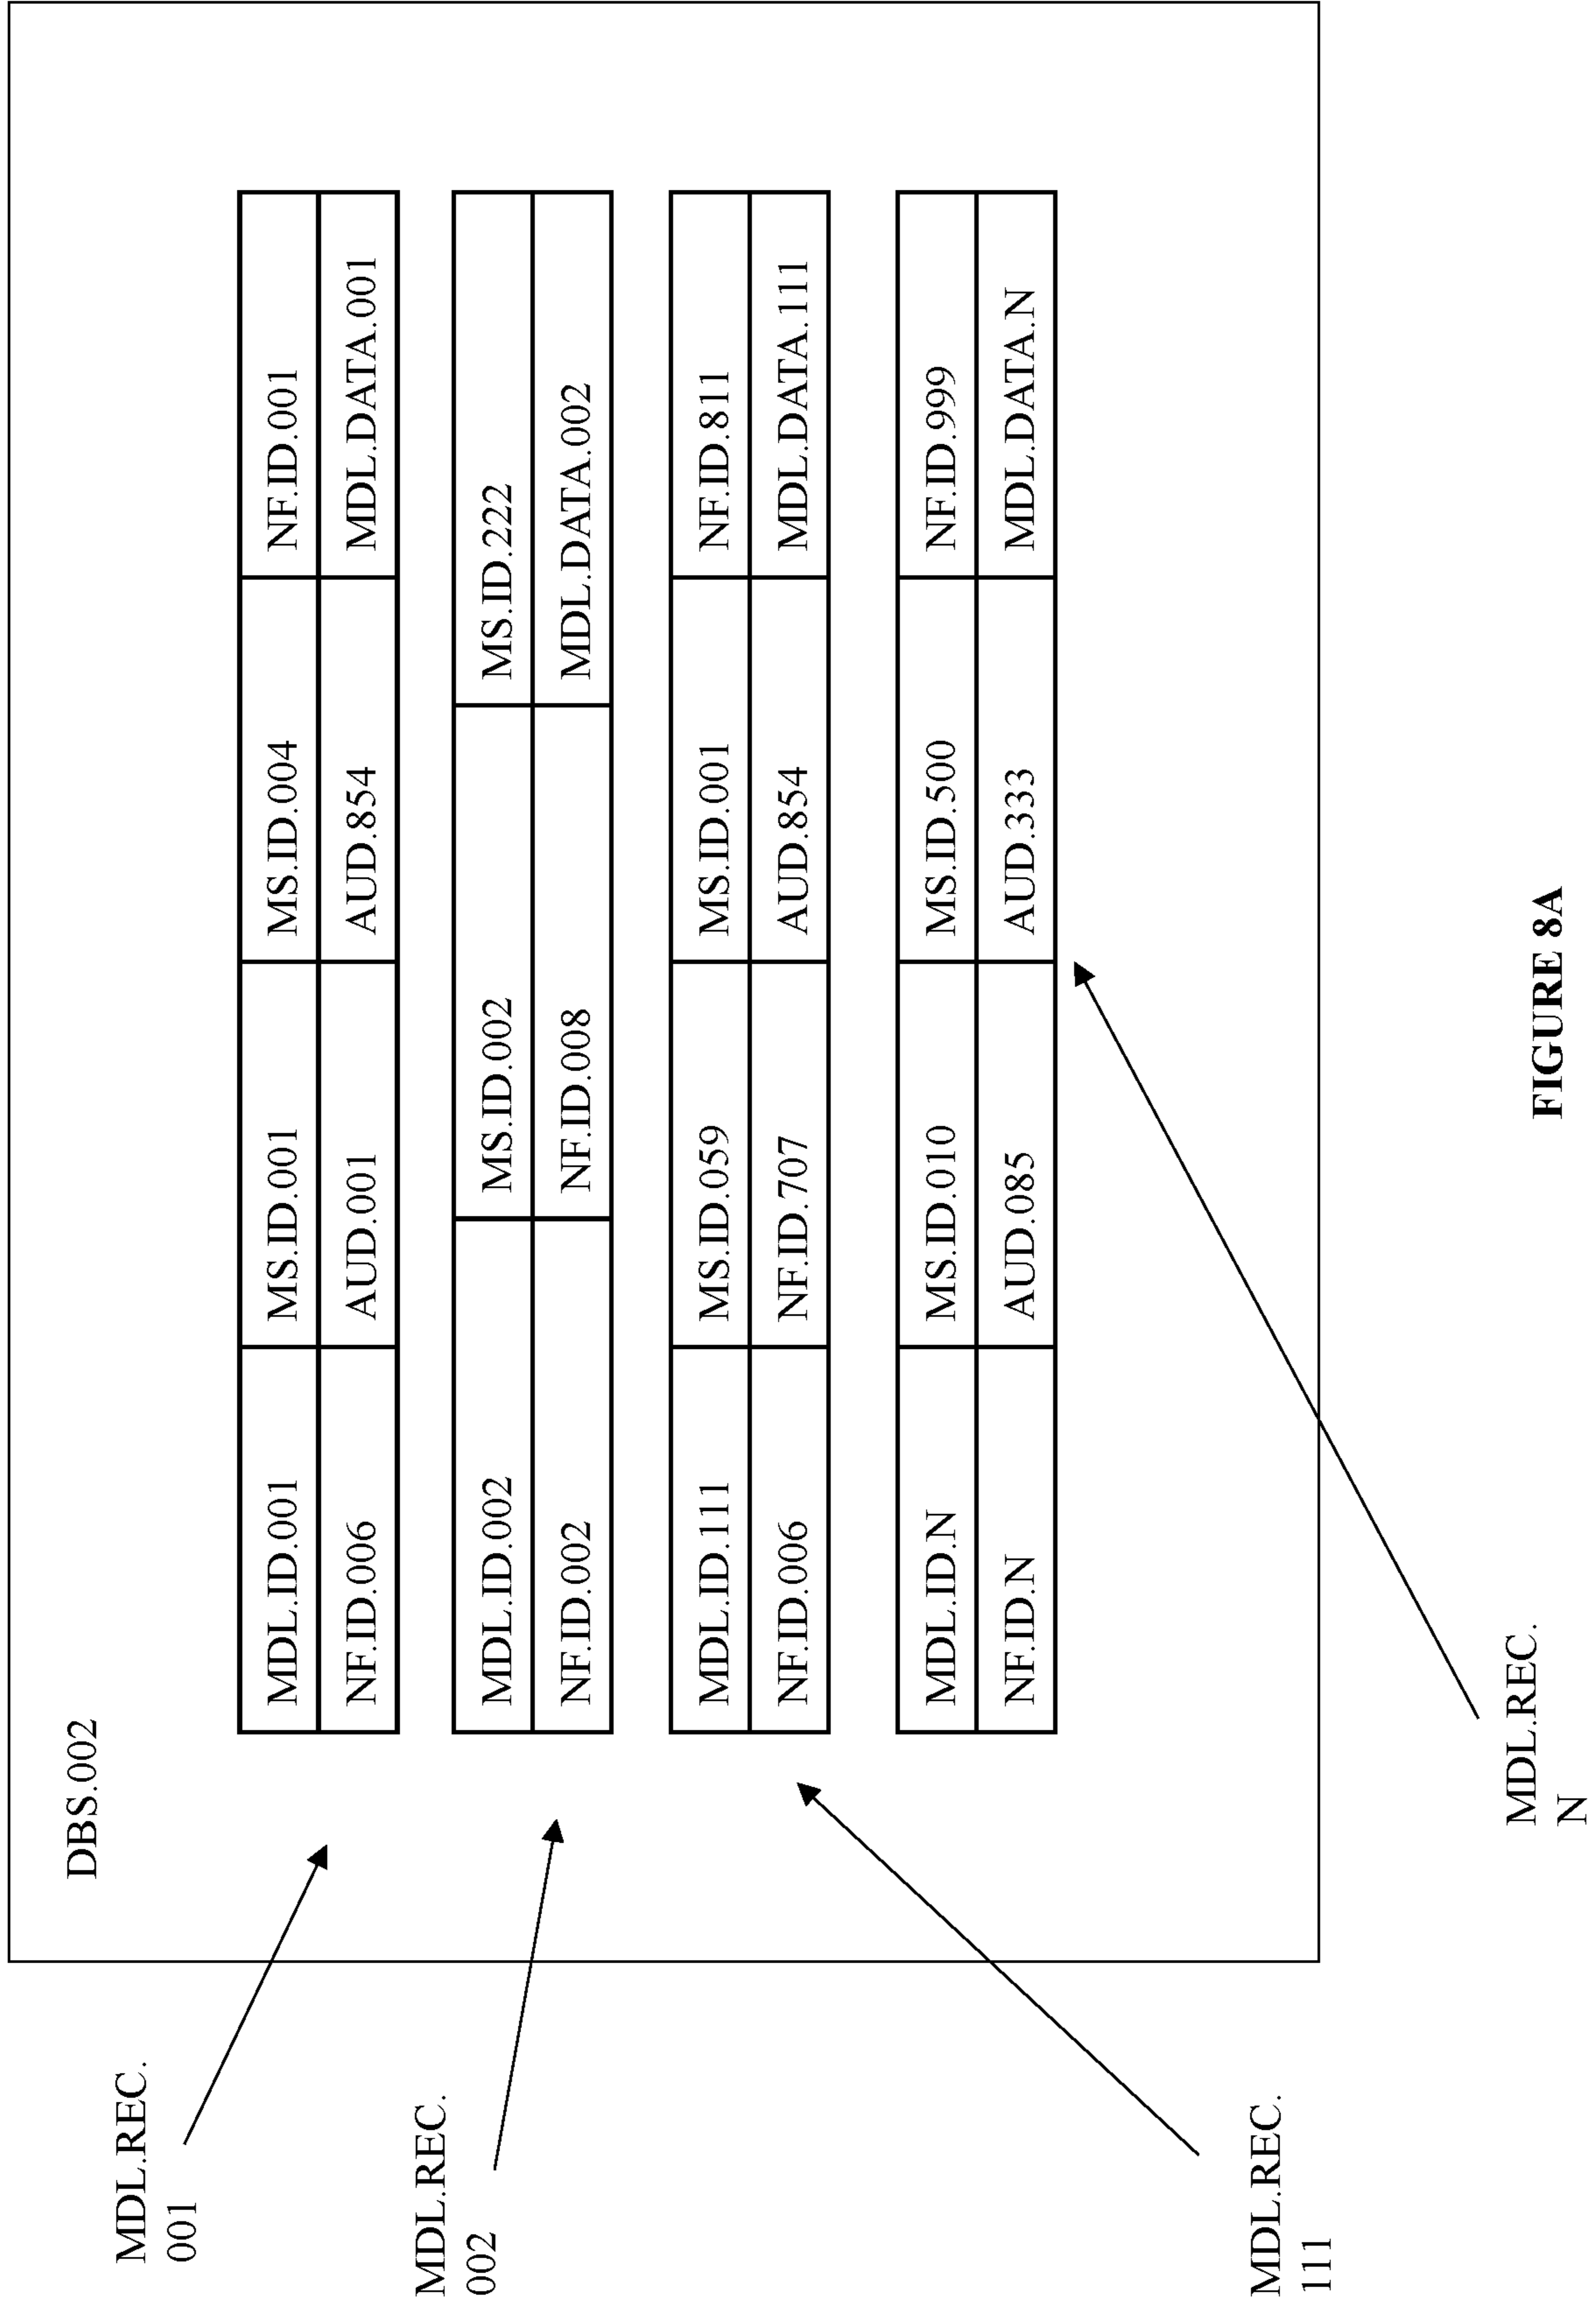 DBS.002
MDL.REC.
001
MDL.ID.001 MS.ID.001 MS.ID.004 NF.ID.001
NF.ID.006 AUD.001 AUD.854 MDL.DATA.001
MDL.REC.
002
MDL.ID.002 MS.ID.002 MS.ID.222
NF.ID.002 NF.ID.008 MDL.DATA.002
MDL.ID.111 MS.ID.059 MS.ID.001 NF.ID.811
NF.ID.006 NF.ID.707 AUD.854 MDL.DATA.111
MDL.ID.N MS.ID.010 MS.ID.500 NF.ID.999
NF.ID.N AUD.085 AUD.333 MDL.DATA.N
MDL.REC.
111
MDL.REC.
N
FIGURE 8A